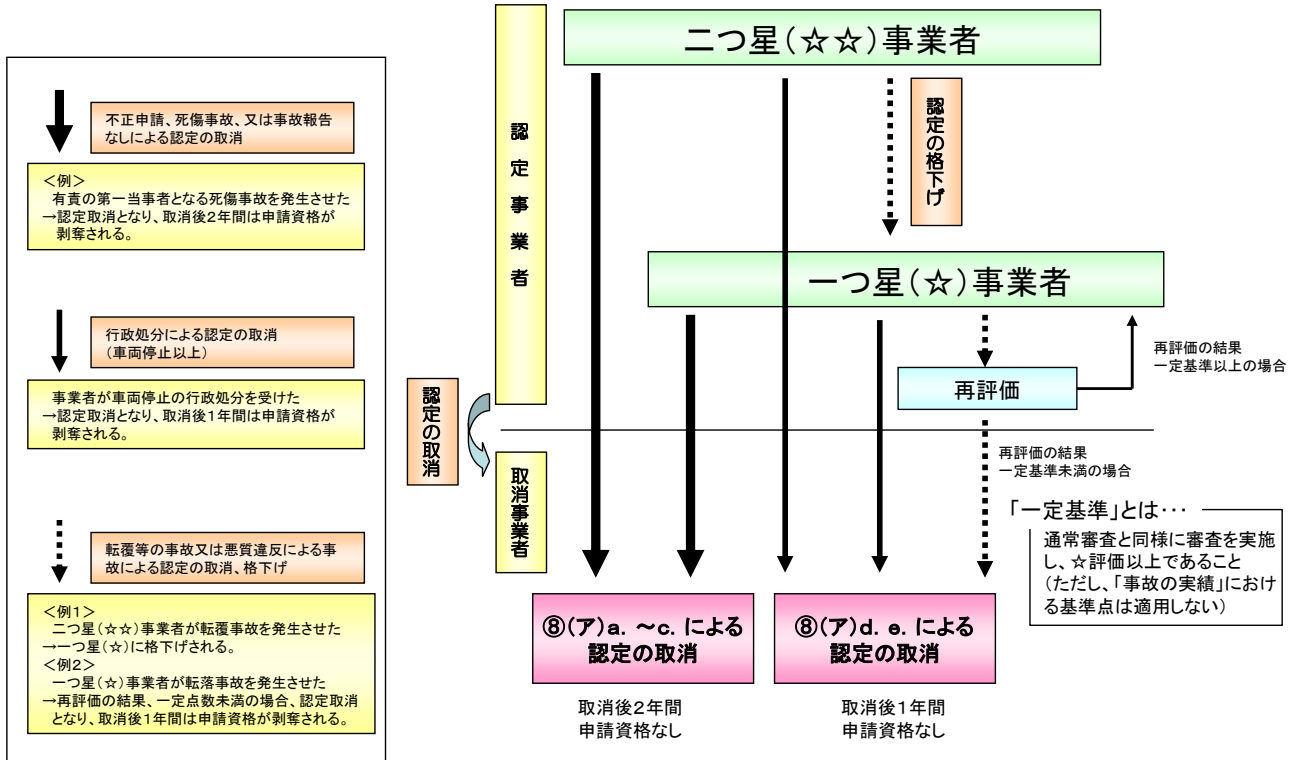 不正申請、死傷事故、又は事故報告
なしによる認定の取消
＜例＞
有責の第一当事者となる死傷事故を発生させた
→認定取消となり、取消後2年間は申請資格が
剥奪される。
行政処分による認定の取消
（車両停止以上）
事業者が車両停止の行政処分を受けた
→認定取消となり、取消後1年間は申請資格が
剥奪される。
転覆等の事故又は悪質違反による事
故による認定の取消、格下げ
＜例1＞
二つ星（☆☆）事業者が転覆事故を発生させた
→一つ星（☆）に格下げされる。
＜例2＞
一つ星（☆）事業者が転落事故を発生させた
→再評価の結果、一定点数未満の場合、認定取消
となり、取消後1年間は申請資格が剥奪される。
認定事業者
認定の取消
取消事業者
二つ星（☆☆）事業者
認定の格下げ
一つ星（☆）事業者
再評価の結果
一定基準以上の場合
再評価
再評価の結果
一定基準未満の場合
「一定基準」とは･･･
通常審査と同様に審査を実施
し、☆評価以上であること
（ただし、「事故の実績」におけ
る基準点は適用しない）
⑧（ア）a．～c．による
認定の取消
⑧（ア）d．e．による
認定の取消
取消後2年間
申請資格なし
取消後1年間
申請資格なし